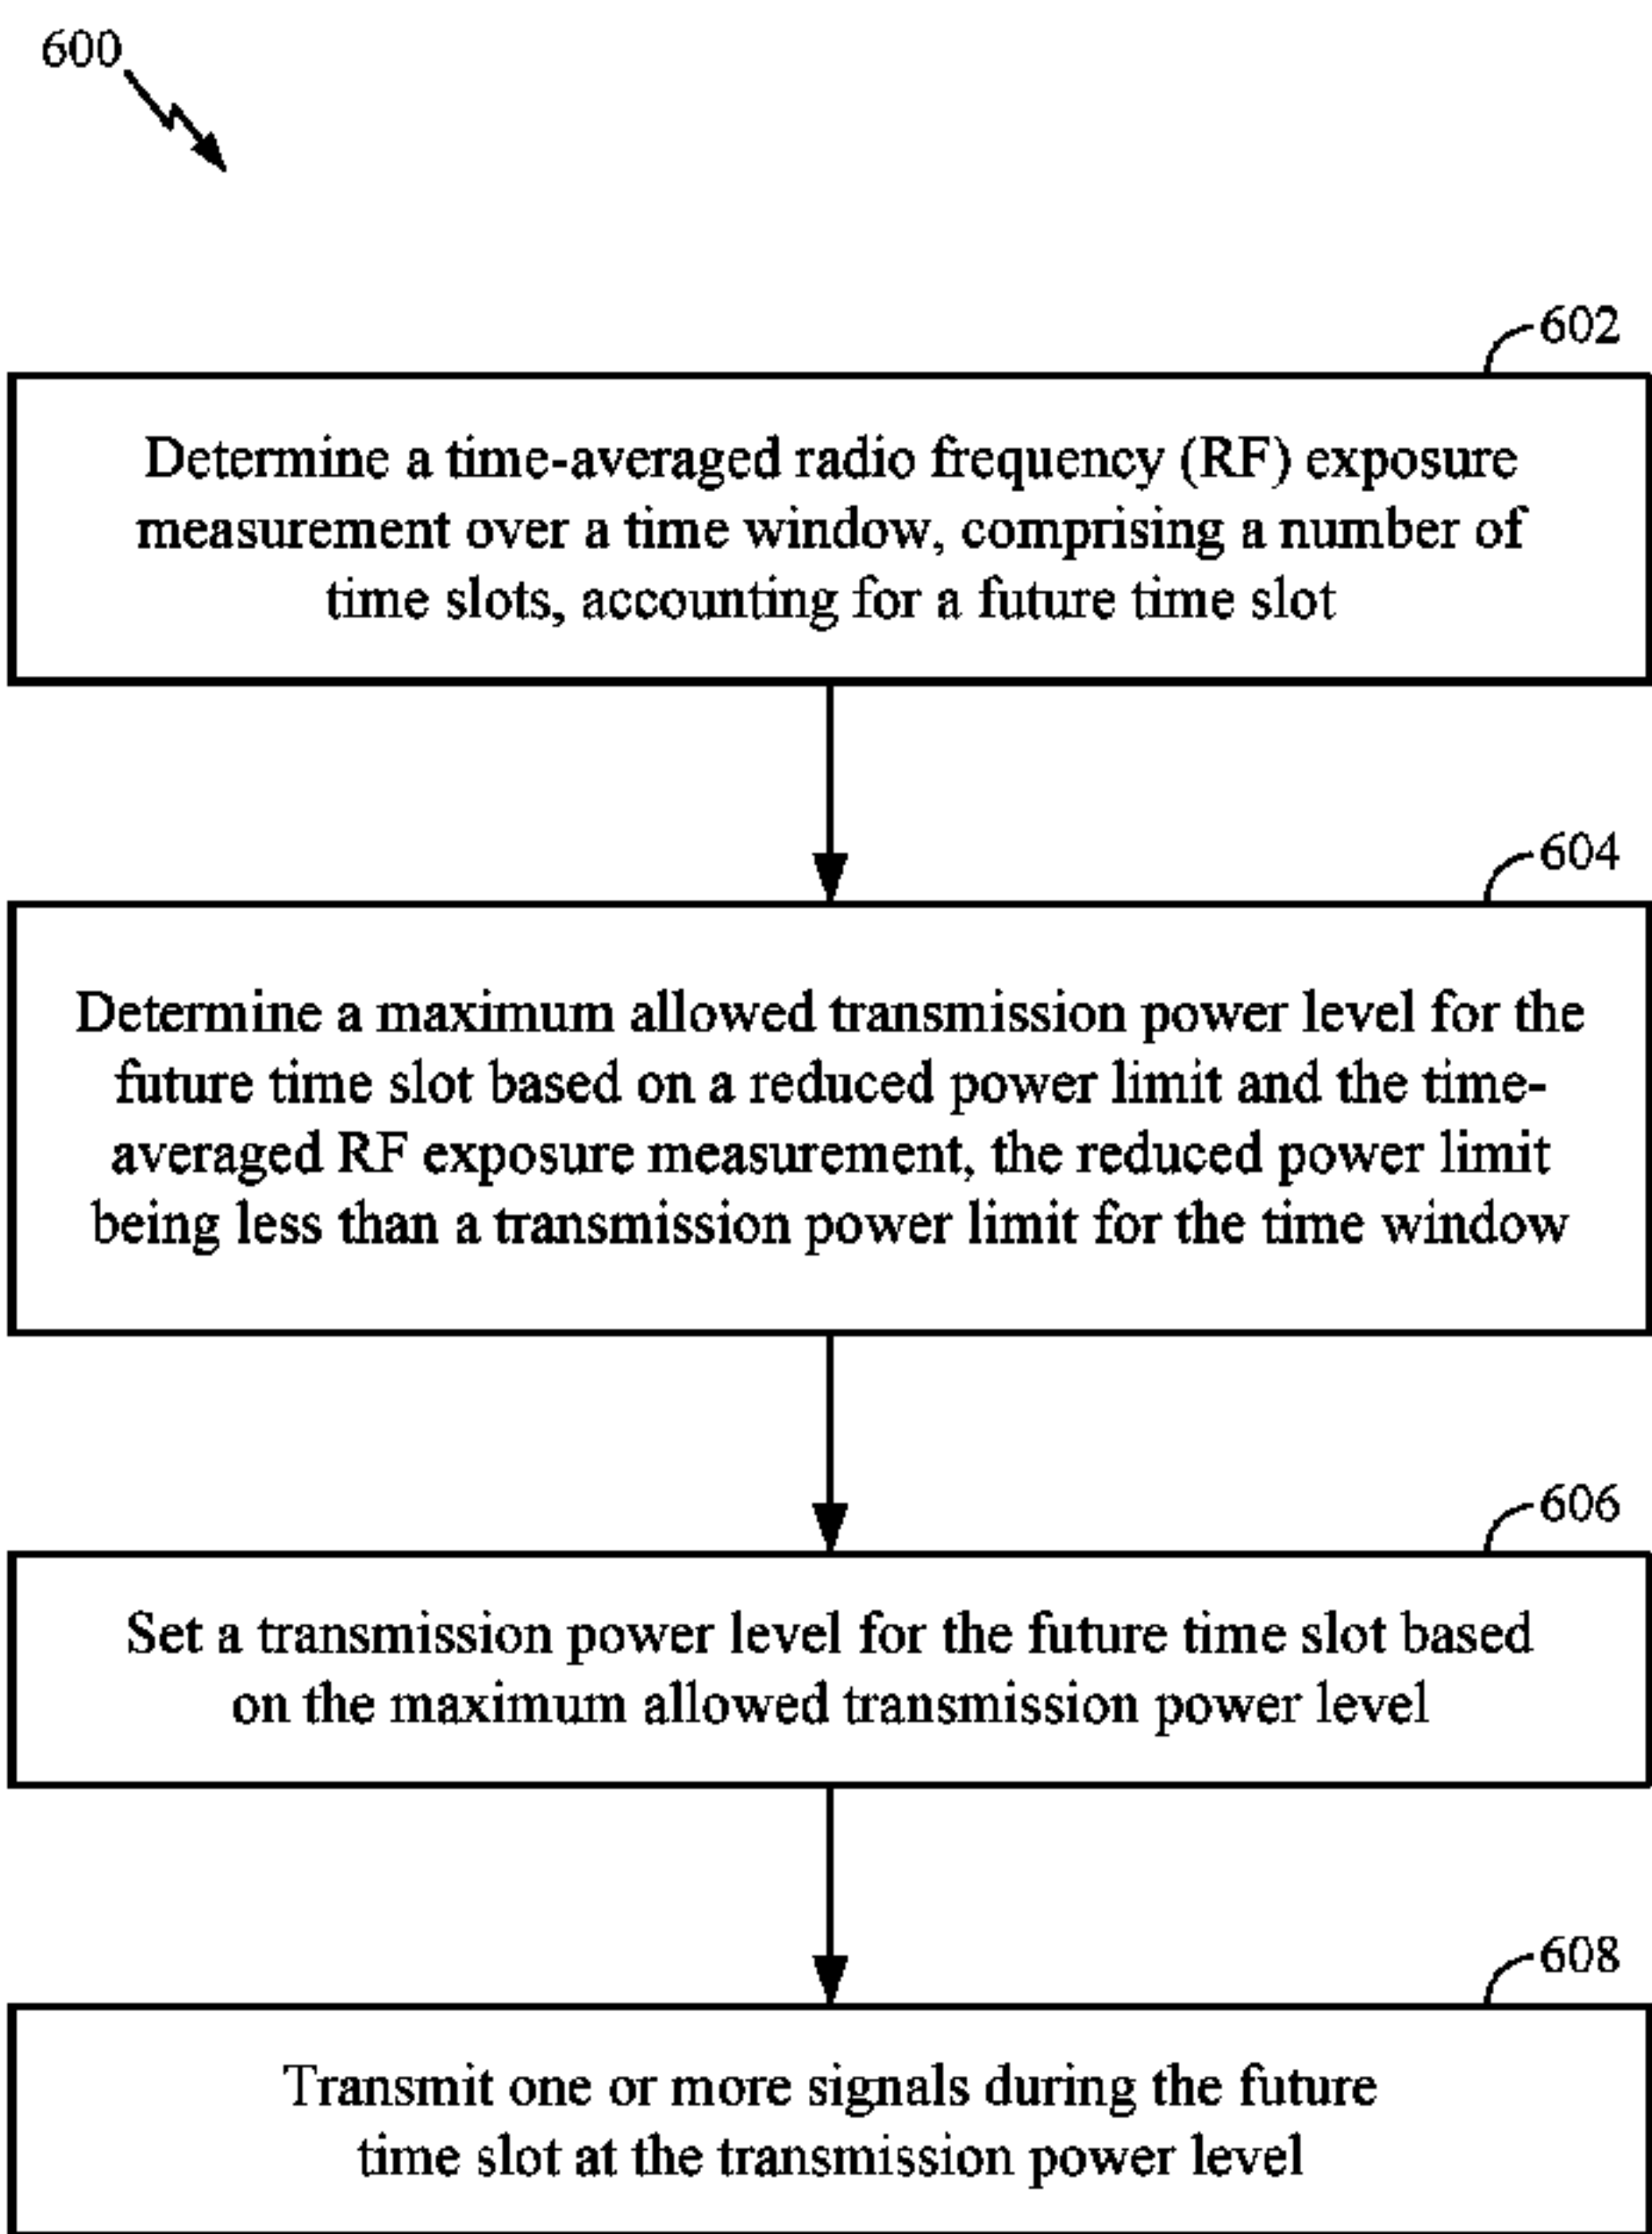 600
602
Determine a time-averaged radio frequency (RF) exposure
measurement over a time window, comprising a number of
time slots, accounting for a future time slot
604
Determine a maximum allowed transmission power level for the
future time slot based on a reduced power limit and the time-
averaged RF exposure measurement, the reduced power limit
being less than a transmission power limit for the time window
606
Set a transmission power level for the future time slot based
on the maximum allowed transmission power level
608
Transmit one or more signals during the future
time slot at the transmission power level